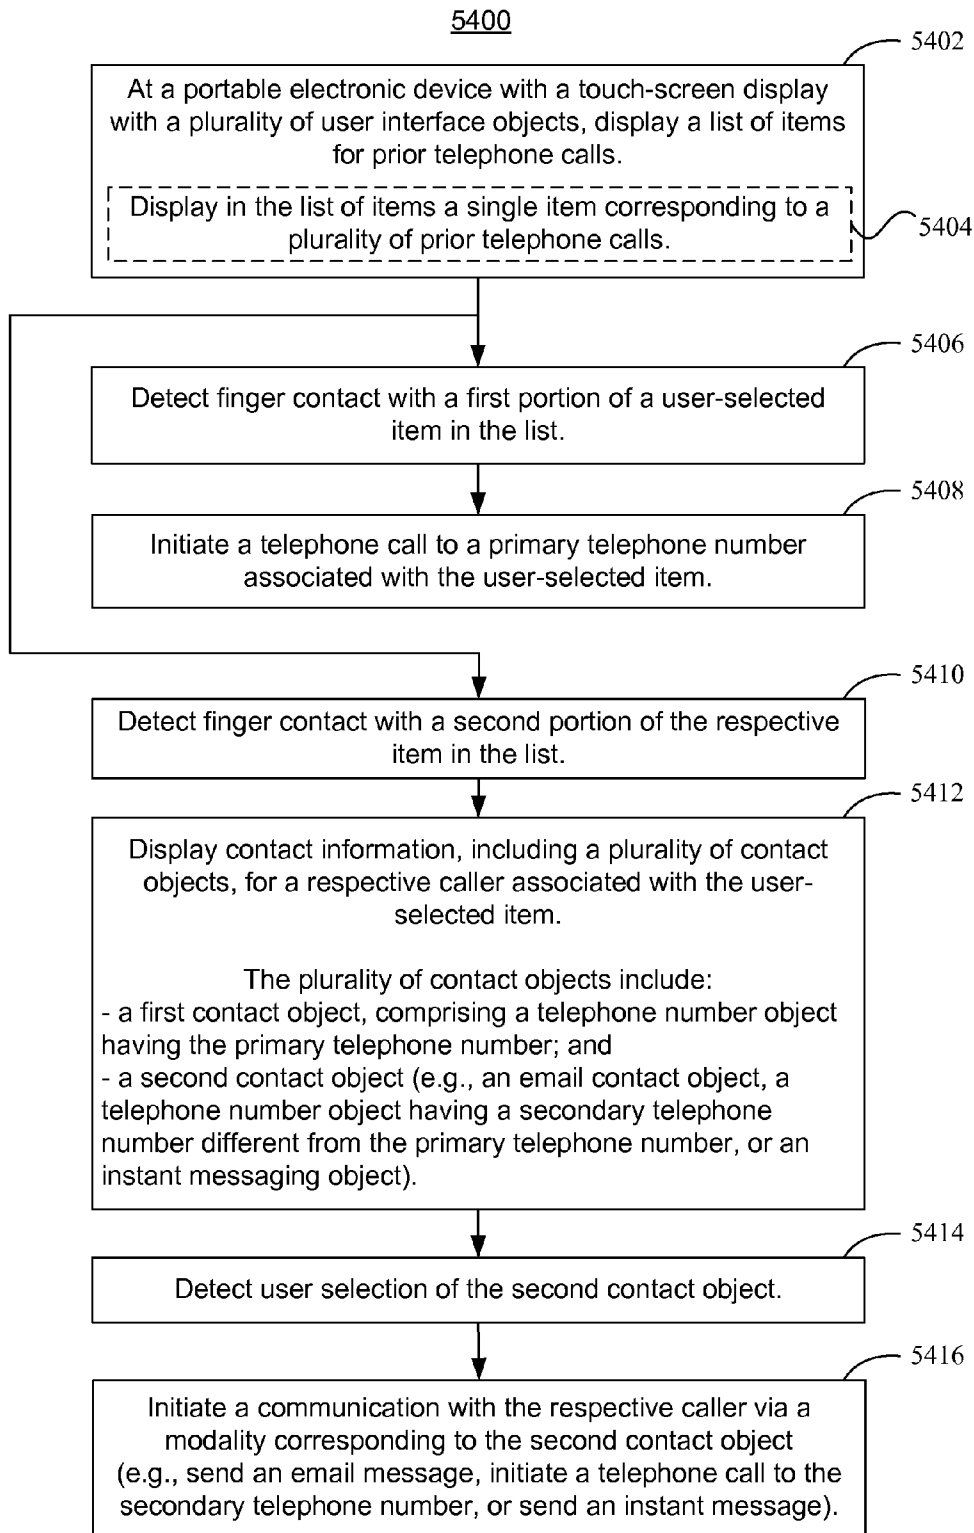 5400
5402
At a portable electronic device with a touch-screen display
with a plurality of user interface objects, display a list of items
for prior telephone calls.
Display in the list of items a single item corresponding to a
plurality of prior telephone calls.
5404
5406
Detect finger contact with a first portion of a user-selected
item in the list.
5408
Initiate a telephone call to a primary telephone number
associated with the user-selected item.
5410
Detect finger contact with a second portion of the respective
item in the list.
5412
Display contact information, including a plurality of contact
objects, for a respective caller associated with the user-
selected item.
The plurality of contact objects include:
- a first contact object, comprising a telephone number object
having the primary telephone number; and
- a second contact object (e.g., an email contact object, a
telephone number object having a secondary telephone
number different from the primary telephone number, or an
instant messaging object).
5414
Detect user selection of the second contact object.
5416
Initiate a communication with the respective caller via a
modality corresponding to the second contact object
(e.g., send an email message, initiate a telephone call to the
secondary telephone number, or send an instant message).